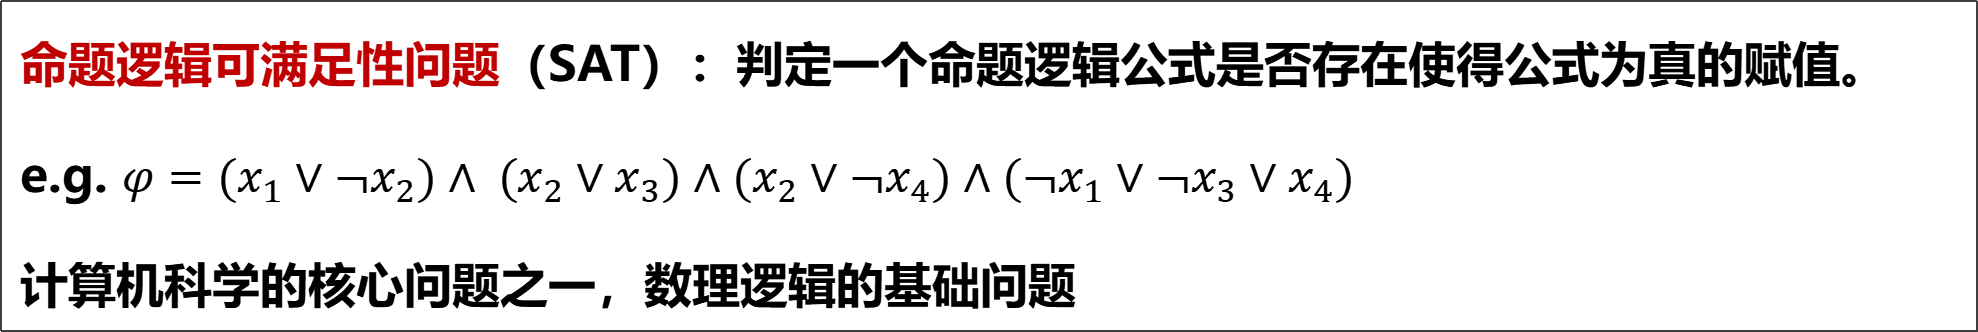 命题逻辑可满足性问题（SAT）：判定一个命题逻辑公式是否存在使得公式为真的赋值。
e.g. φ = (x₁ ∨ ¬x₂) ∧ (x₂ ∨ x₃) ∧ (x₂ ∨ ¬x₄) ∧ (¬x₁ ∨ ¬x₃ ∨ x₄)
计算机科学的核心问题之一，数理逻辑的基础问题